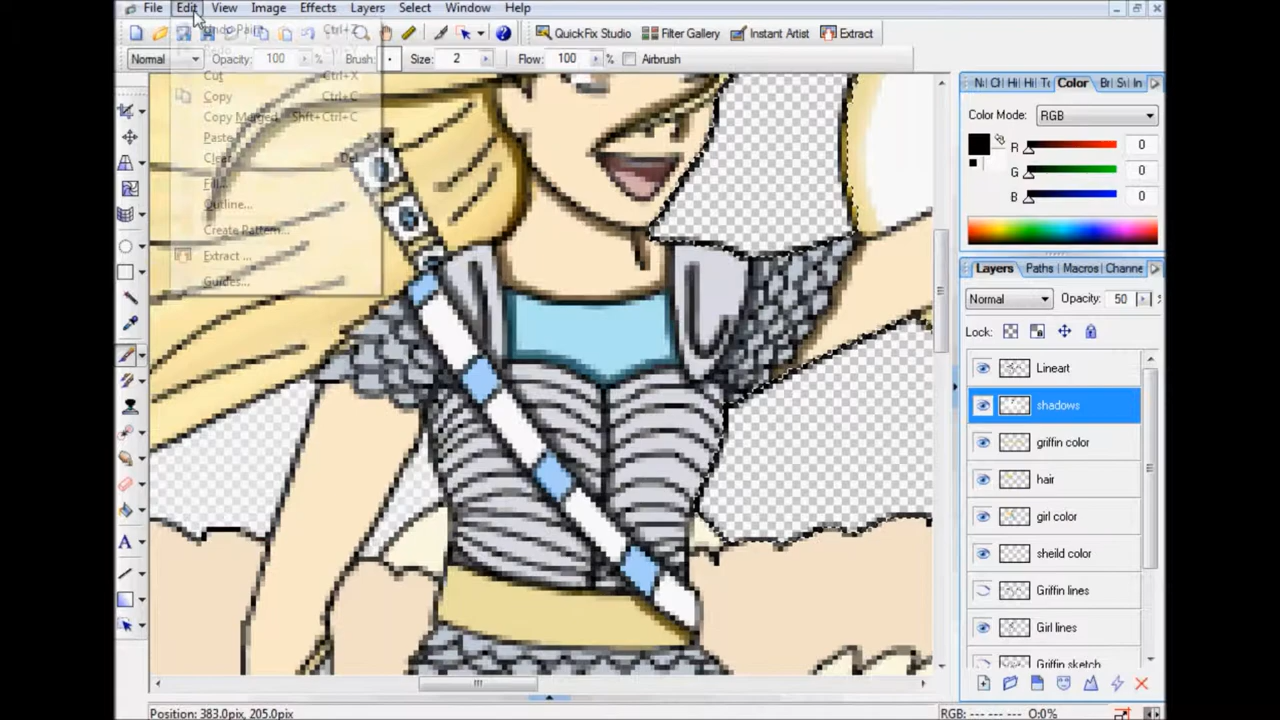 File Edit View Image Effects Layers Select Window Help
QuickFix Studio Filter Gallery Instant Artist Extract
Normal Opacity: 100 % Brush: Size: 2 Flow: 100 % Airbrush
Undo Paint Ctrl+Z
Redo Ctrl+Y
Cut Ctrl+X
Copy Ctrl+C
Copy Merged Shft+Ctrl+C
Paste
Clear Del
Fill...
Outline...
Create Pattern...
Extract ...
Guides...
Color
Color Mode: RGB
R 0
G 0
B 0
Layers Paths Macros Channe
Normal Opacity: 50 %
Lock:
Lineart
shadows
griffin color
hair
girl color
sheild color
Griffin lines
Girl lines
Griffin sketch
Position: 383.0pix, 205.0pix RGB: --- --- --- O:0%